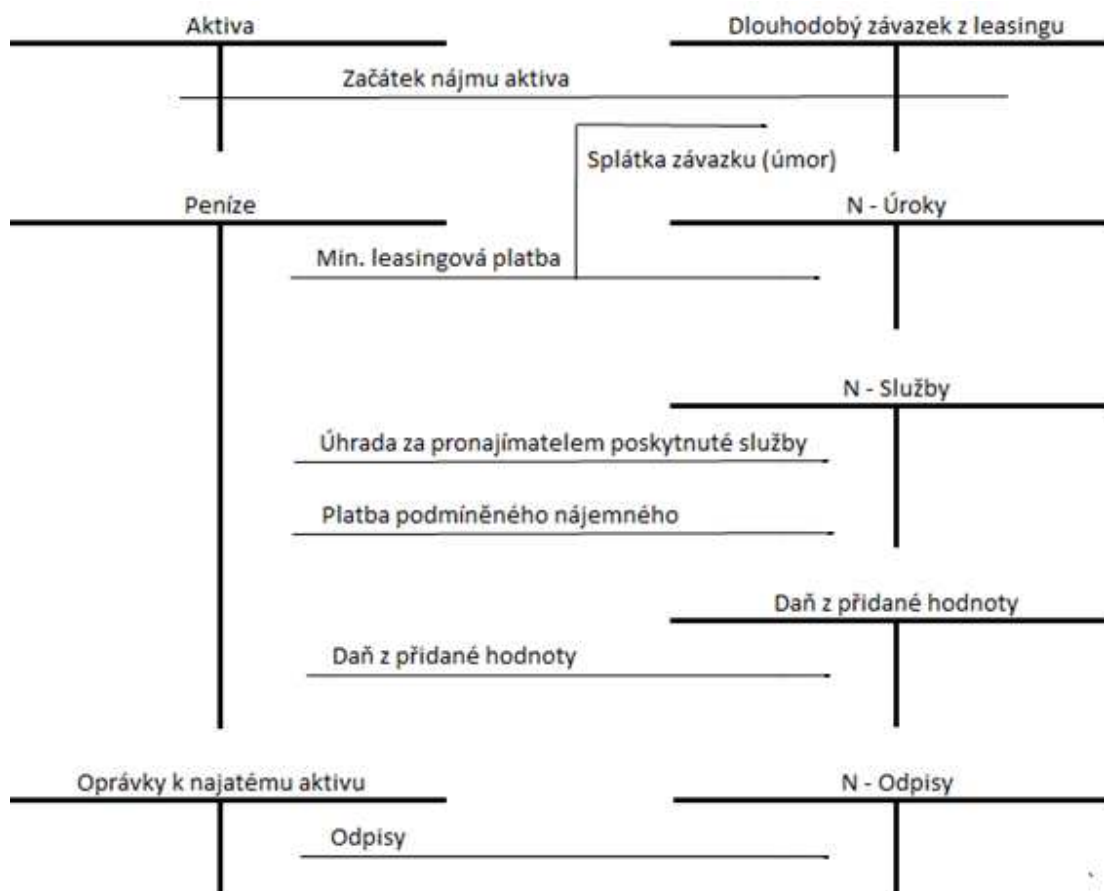 Aktiva
Dlouhodobý závazek z leasingu
Začátek nájmu aktiva
Splátka závazku (úmor)
Peníze
N - Úroky
Min. leasingová platba
N - Služby
Úhrada za pronajímatelem poskytnuté služby
Platba podmíněného nájemného
Daň z přidané hodnoty
Daň z přidané hodnoty
Oprávky k najatému aktivu
N - Odpisy
Odpisy